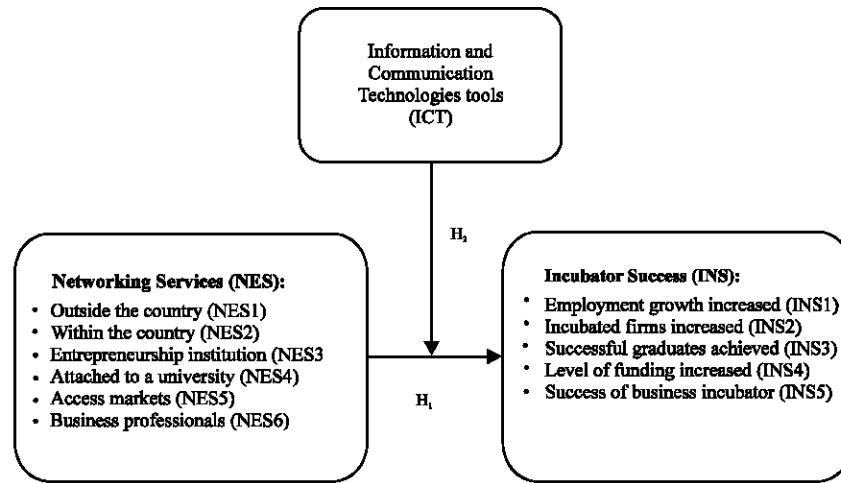 Information and
Communication
Technologies tools
(ICT)
H₂
Networking Services (NES):
• Outside the country (NES1)
• Within the country (NES2)
• Entrepreneurship institution (NES3
• Attached to a university (NES4)
• Access markets (NES5)
• Business professionals (NES6)
H₁
Incubator Success (INS):
• Employment growth increased (INS1)
• Incubated firms increased (INS2)
• Successful graduates achieved (INS3)
• Level of funding increased (INS4)
• Success of business incubator (INS5)